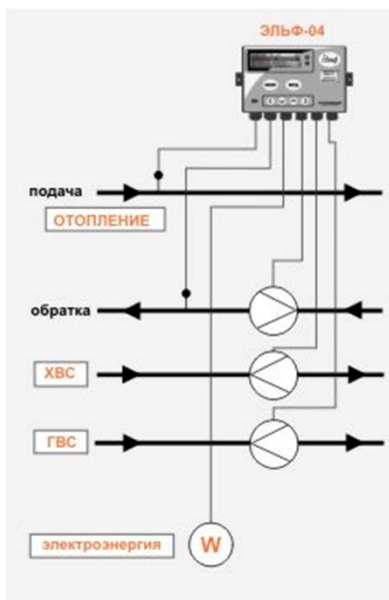 ЭЛЬФ-04
подача
ОТОПЛЕНИЕ
обратка
ХВС
ГВС
электроэнергия
W